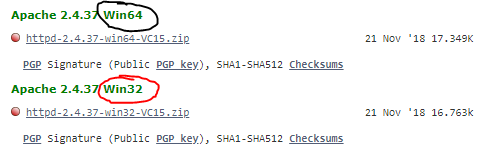 Apache 2.4.37 Win64
httpd-2.4.37-win64-VC15.zip 21 Nov '18 17.349K
PGP Signature (Public PGP key), SHA1-SHA512 Checksums
Apache 2.4.37 Win32
httpd-2.4.37-win32-VC15.zip 21 Nov '18 16.763k
PGP Signature (Public PGP key), SHA1-SHA512 Checksums